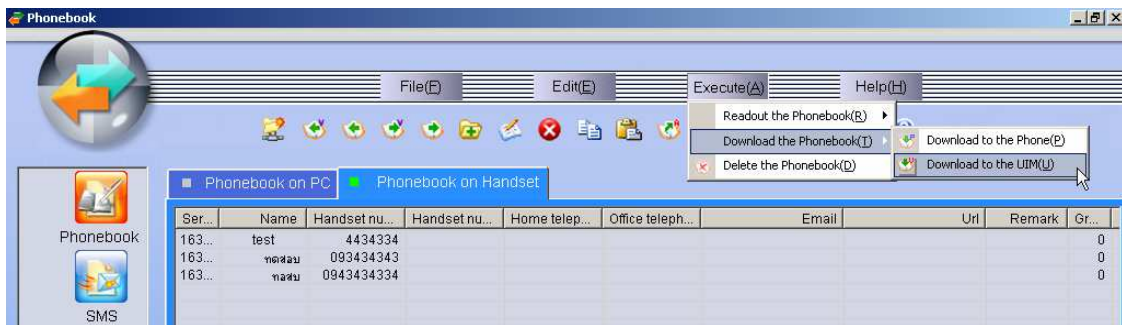 Phonebook
File(F) Edit(E) Execute(A) Help(H)
Readout the Phonebook(R)
Download the Phonebook(T)
Delete the Phonebook(D)
Download to the Phone(P)
Download to the UIM(U)
Phonebook on PC
Phonebook on Handset
Ser... Name Handset nu... Handset nu... Home telep... Office teleph... Email Url Remark Gr...
163... test 4434334 0
163... ทดสอบ 093434343 0
163... ทอสบ 0943434334 0
Phonebook
SMS